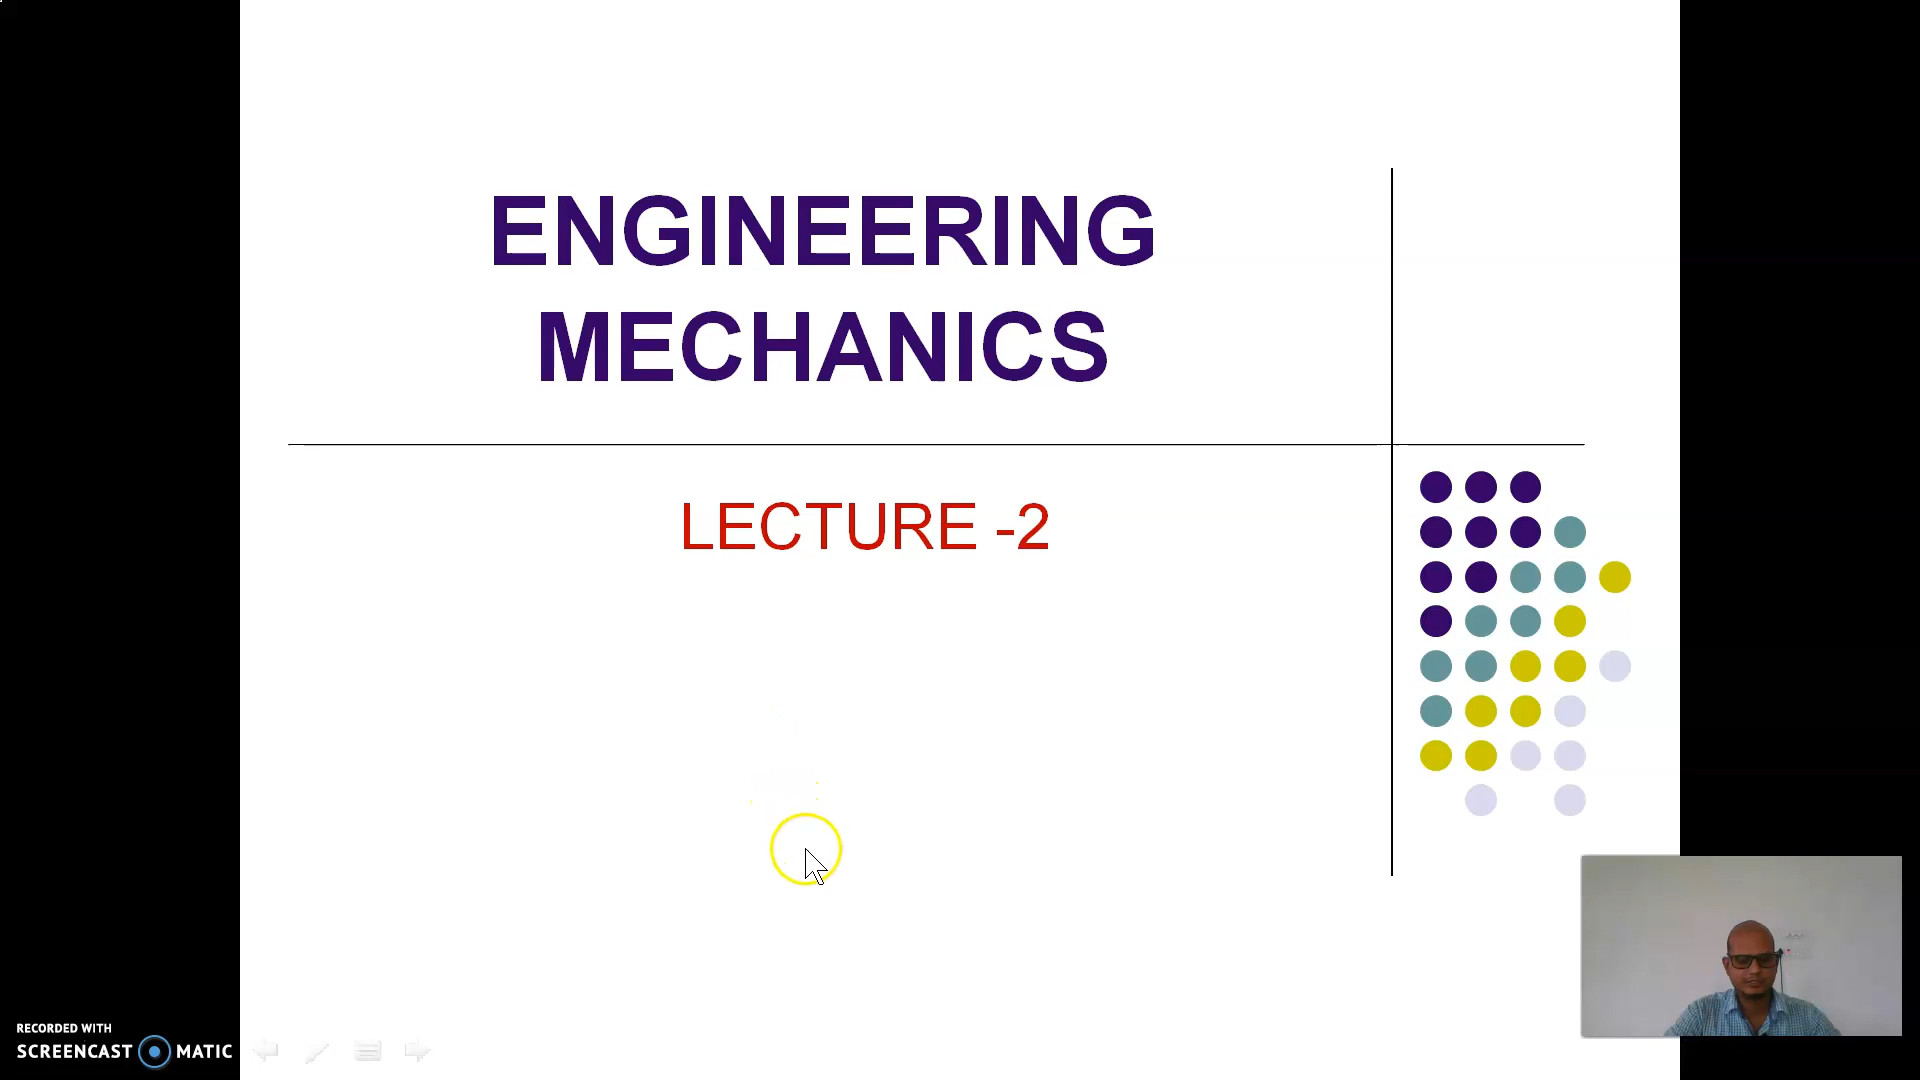 ENGINEERING
MECHANICS
LECTURE -2
RECORDED WITH
SCREENCAST MATIC